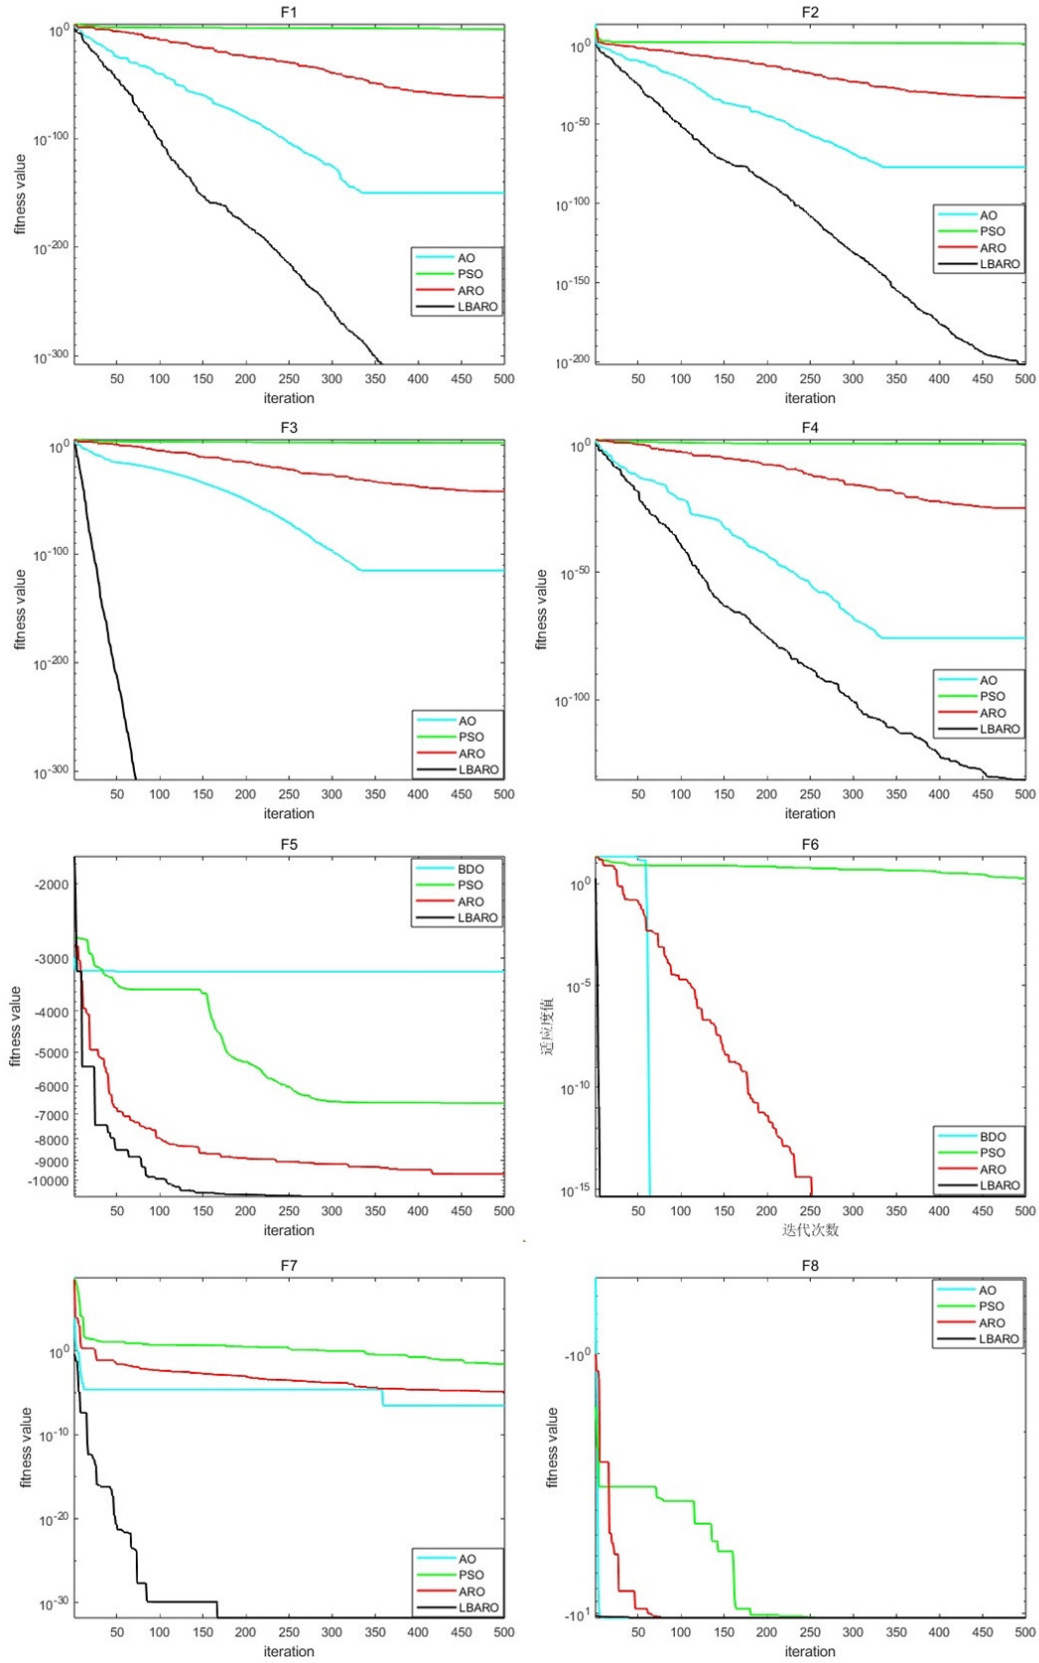 F1
10^0
10^-100
10^-200
10^-300
fitness value
50 100 150 200 250 300 350 400 450 500
iteration
AO
PSO
ARO
LBARO
F2
10^0
10^-50
10^-100
10^-150
10^-200
fitness value
50 100 150 200 250 300 350 400 450 500
iteration
AO
PSO
ARO
LBARO
F3
10^0
10^-100
10^-200
10^-300
fitness value
50 100 150 200 250 300 350 400 450 500
iteration
AO
PSO
ARO
LBARO
F4
10^0
10^-50
10^-100
fitness value
50 100 150 200 250 300 350 400 450 500
iteration
AO
PSO
ARO
LBARO
F5
-2000
-3000
-4000
-5000
-6000
-7000
-8000
-9000
-10000
fitness value
50 100 150 200 250 300 350 400 450 500
iteration
BDO
PSO
ARO
LBARO
F6
10^0
10^-5
10^-10
10^-15
适应度值
50 100 150 200 250 300 350 400 450 500
迭代次数
BDO
PSO
ARO
LBARO
F7
10^0
10^-10
10^-20
10^-30
fitness value
50 100 150 200 250 300 350 400 450 500
iteration
AO
PSO
ARO
LBARO
F8
-10^0
-10^1
fitness value
50 100 150 200 250 300 350 400 450 500
iteration
AO
PSO
ARO
LBARO